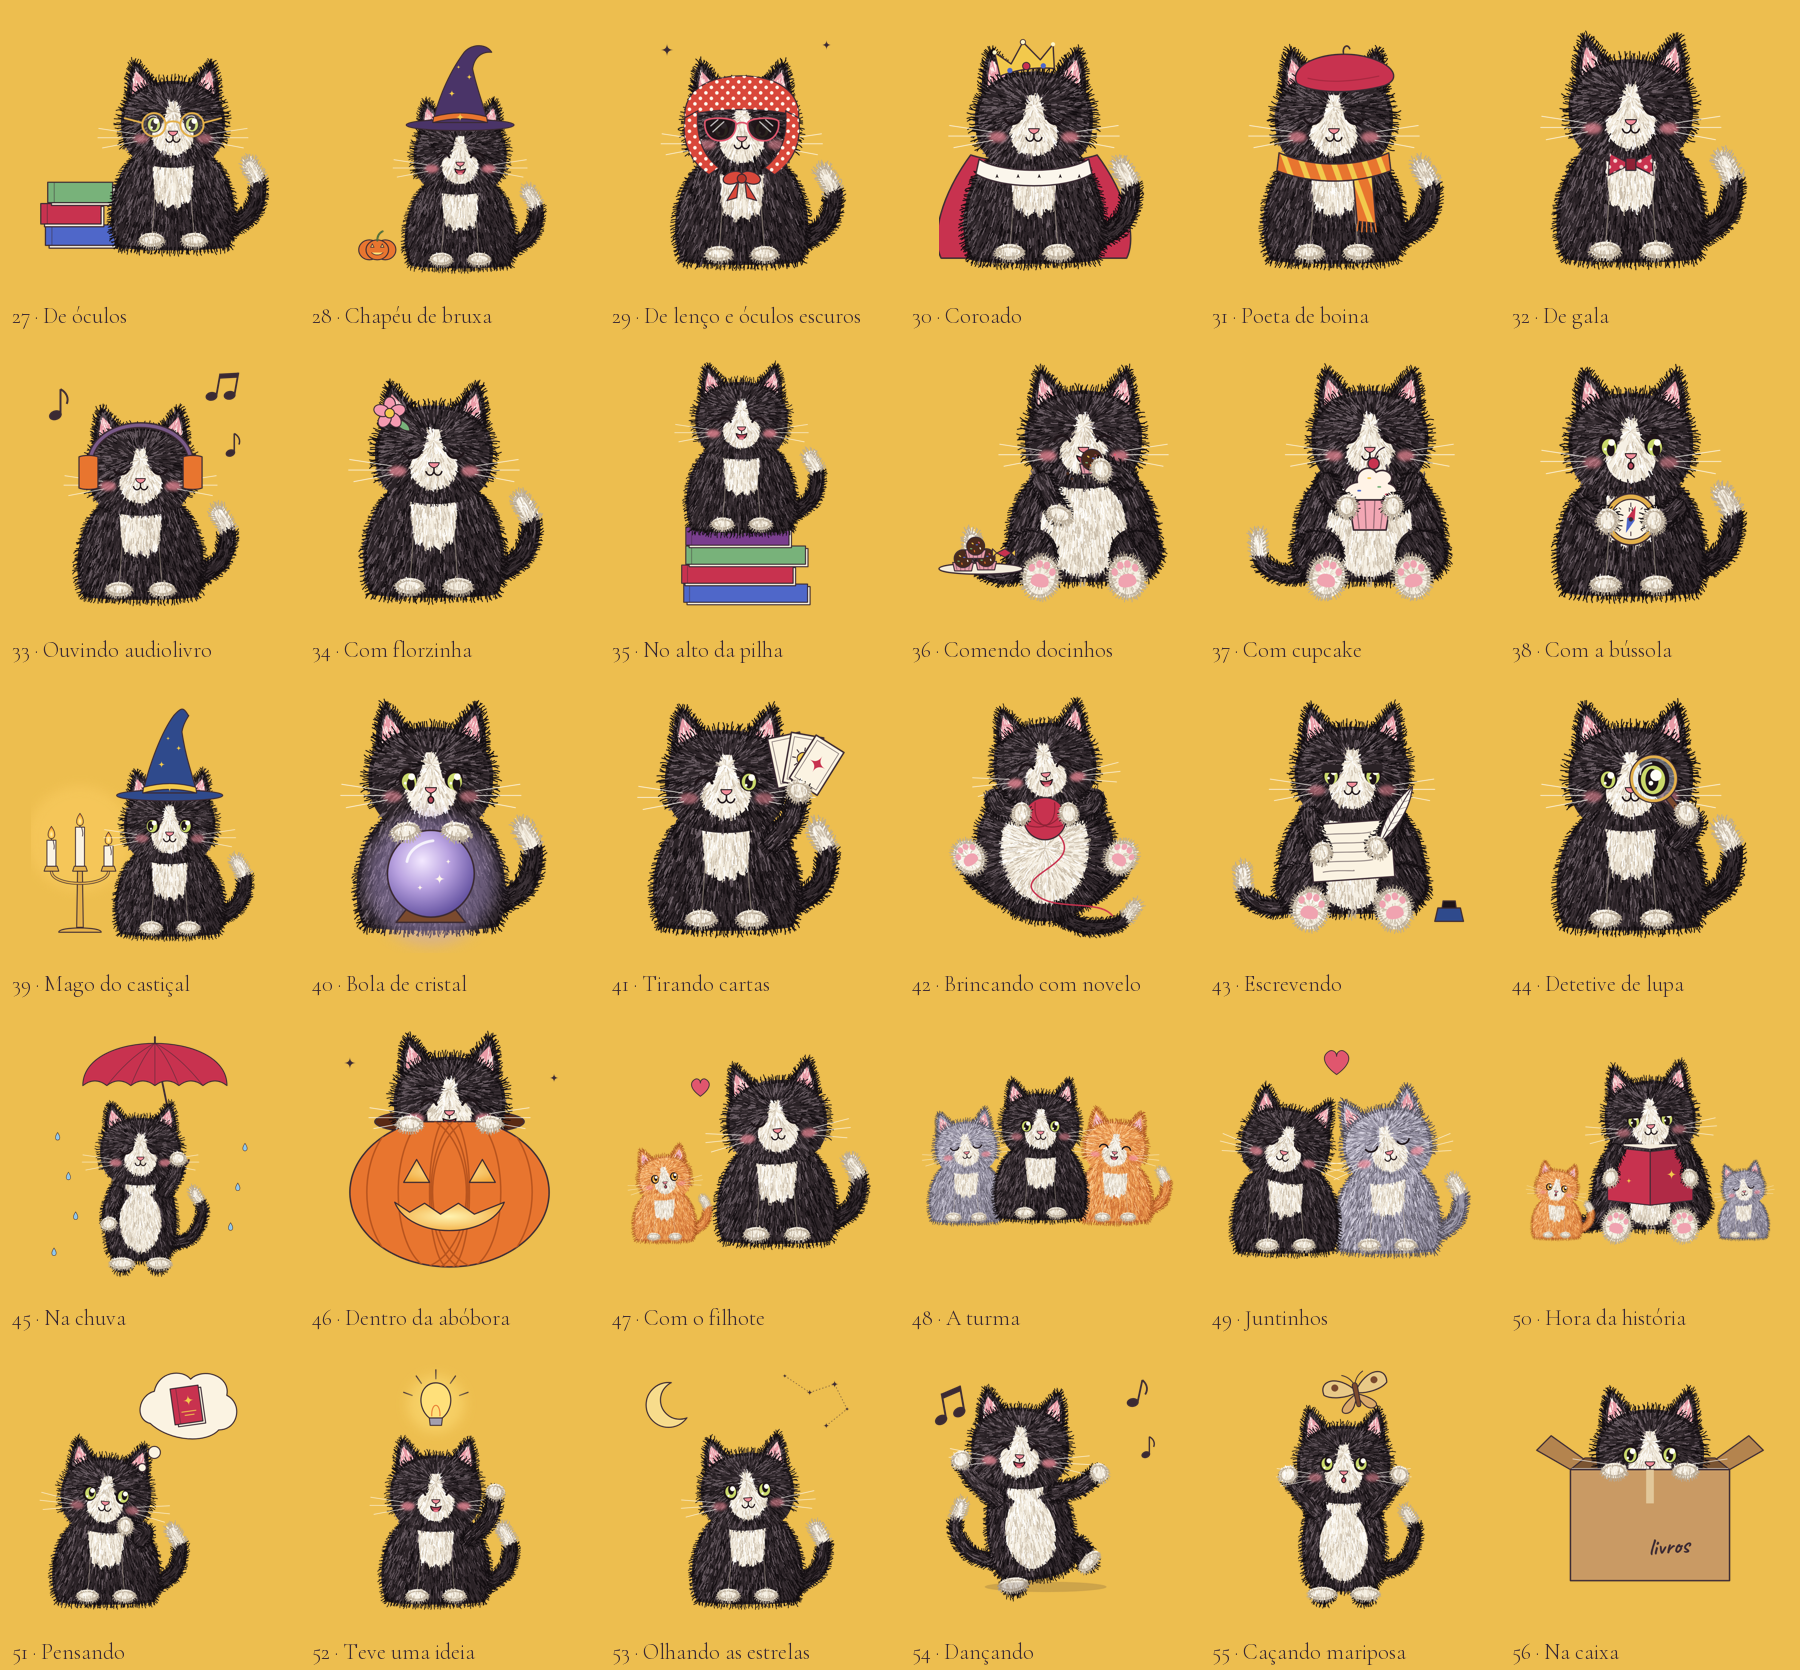 27 · De óculos
28 · Chapéu de bruxa
29 · De lenço e óculos escuros
30 · Coroado
31 · Poeta de boina
32 · De gala
33 · Ouvindo audiolivro
34 · Com florzinha
35 · No alto da pilha
36 · Comendo docinhos
37 · Com cupcake
38 · Com a bússola
39 · Mago do castiçal
40 · Bola de cristal
41 · Tirando cartas
42 · Brincando com novelo
43 · Escrevendo
44 · Detetive de lupa
45 · Na chuva
46 · Dentro da abóbora
47 · Com o filhote
48 · A turma
49 · Juntinhos
50 · Hora da história
livros
51 · Pensando
52 · Teve uma ideia
53 · Olhando as estrelas
54 · Dançando
55 · Caçando mariposa
56 · Na caixa